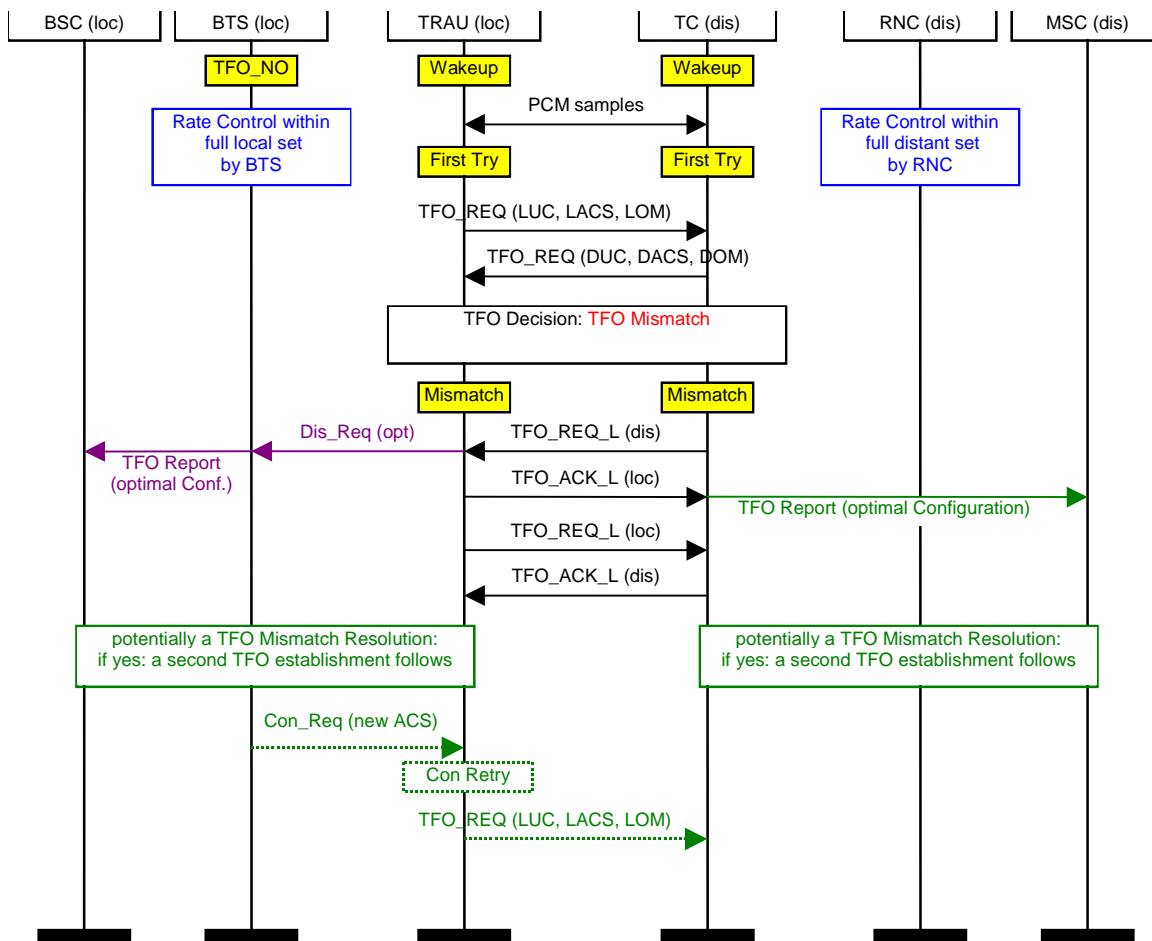 BSC (loc)
BTS (loc)
TRAU (loc)
TC (dis)
RNC (dis)
MSC (dis)
TFO_NO
Wakeup
Wakeup
PCM samples
Rate Control within
full local set
by BTS
Rate Control within
full distant set
by RNC
First Try
First Try
TFO_REQ (LUC, LACS, LOM)
TFO_REQ (DUC, DACS, DOM)
TFO Decision: TFO Mismatch
Mismatch
Mismatch
Dis_Req (opt)
TFO_REQ_L (dis)
TFO Report
(optimal Conf.)
TFO_ACK_L (loc)
TFO Report (optimal Configuration)
TFO_REQ_L (loc)
TFO_ACK_L (dis)
potentially a TFO Mismatch Resolution:
if yes: a second TFO establishment follows
potentially a TFO Mismatch Resolution:
if yes: a second TFO establishment follows
Con_Req (new ACS)
Con Retry
TFO_REQ (LUC, LACS, LOM)